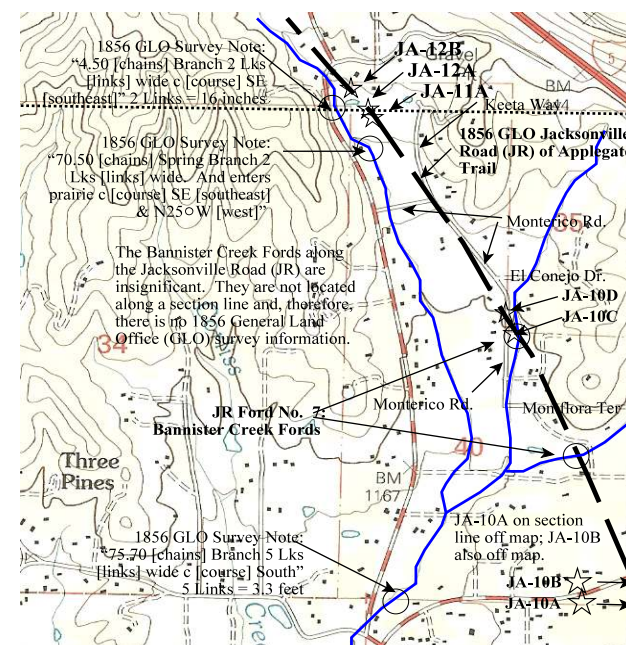 1856 GLO Survey Note:
"4.50 [chains] Branch 2 Lks
[links] wide c [course] SE
[southeast]" 2 Links = 16 inches
1856 GLO Survey Note:
"70.50 [chains] Spring Branch 2
Lks [links] wide. And enters
prairie c [course] SE [southeast]
& N25○W [west]"
The Bannister Creek Fords along
the Jacksonville Road (JR) are
insignificant. They are not located
along a section line and, therefore,
there is no 1856 General Land
Office (GLO) survey information.
34
JR Ford No. 7:
Bannister Creek Fords
Three
Pines
1856 GLO Survey Note:
"75.70 [chains] Branch 5 Lks
[links] wide c [course] South"
5 Links = 3.3 feet
JA-12B
JA-12A
JA-11A
Gravel
BM
5
Keeta Way
1856 GLO Jacksonville
Road (JR) of Applegate
Trail
35
Monterico Rd.
El Conejo Dr.
JA-10D
JA-10C
Monterico Rd.
Moniflora Ter
40
BM
1167
JA-10A on section
line off map; JA-10B
also off map.
JA-10B
JA-10A